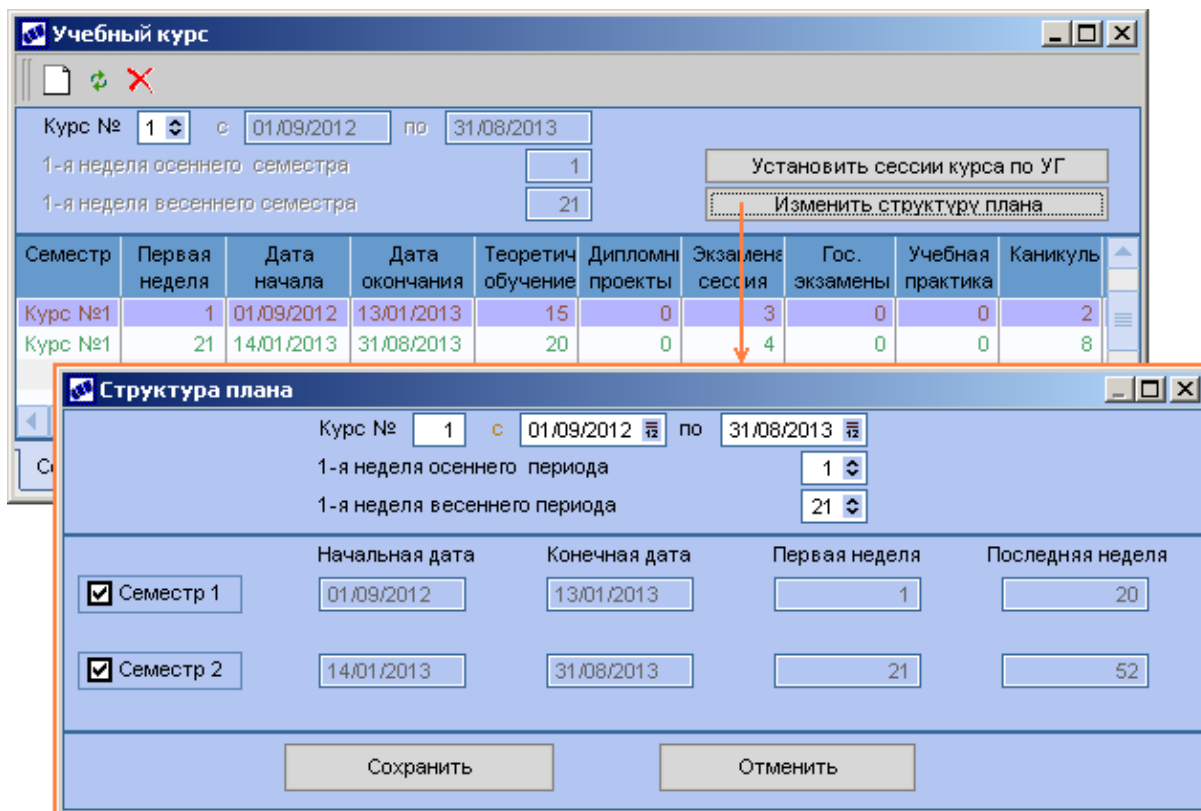 Учебный курс
Курс № 1 с 01/09/2012 по 31/08/2013
1-я неделя осеннего семестра 1
Установить сессии курса по УГ
1-я неделя весеннего семестра 21
Изменить структуру плана
Семестр Первая Дата Дата Теоретич Дипломны Экзамена Гос. Учебная Каникуль
неделя начала окончания обучение проекты сессия экзамены практика
Курс №1 1 01/09/2012 13/01/2013 15 0 3 0 0 2
Курс №1 21 14/01/2013 31/08/2013 20 0 4 0 0 8
Се
Структура плана
Курс № 1 с 01/09/2012 12 по 31/08/2013 12
1-я неделя осеннего периода 1
1-я неделя весеннего периода 21
Начальная дата Конечная дата Первая неделя Последняя неделя
Семестр 1 01/09/2012 13/01/2013 1 20
Семестр 2 14/01/2013 31/08/2013 21 52
Сохранить Отменить